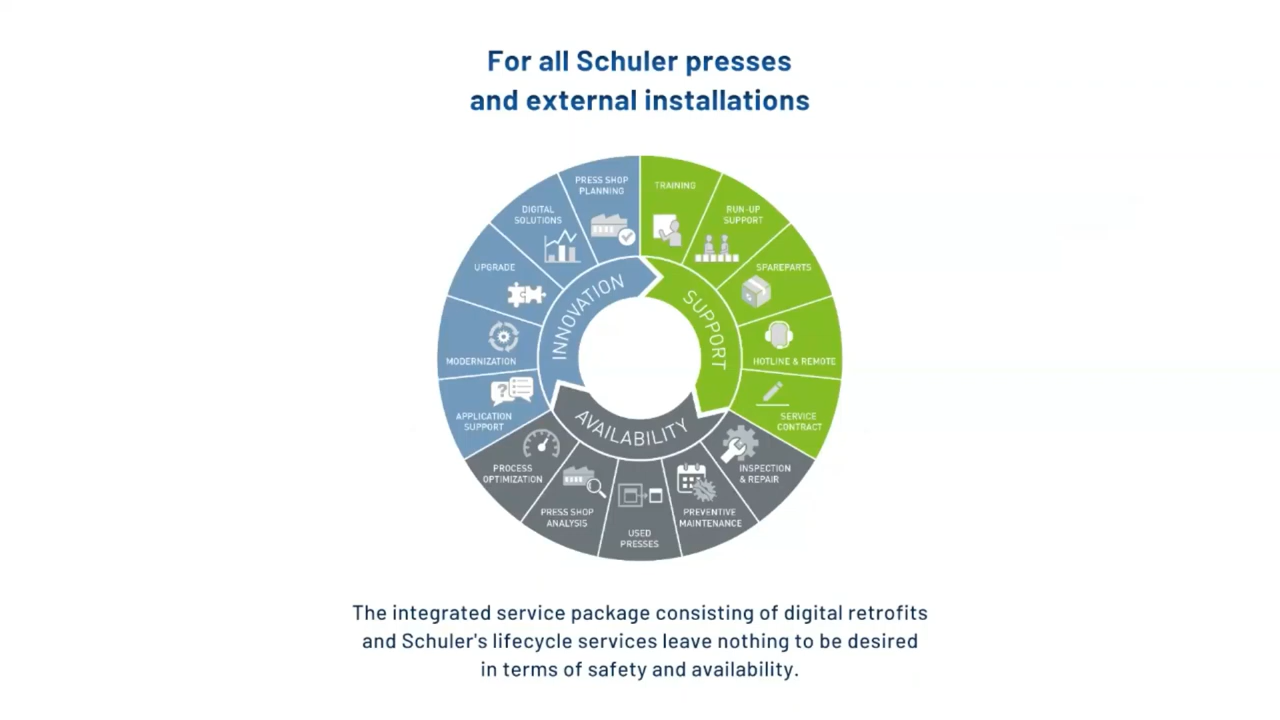 For all Schuler presses
and external installations
PRESS SHOP
PLANNING
TRAINING
DIGITAL
SOLUTIONS
RUN-UP
SUPPORT
UPGRADE
SPAREPARTS
INNOVATION
SUPPORT
MODERNIZATION
HOTLINE & REMOTE
?
APPLICATION
SUPPORT
SERVICE
CONTRACT
AVAILABILITY
PROCESS
OPTIMIZATION
INSPECTION
& REPAIR
PRESS SHOP
ANALYSIS
PREVENTIVE
MAINTENANCE
USED
PRESSES
The integrated service package consisting of digital retrofits
and Schuler's lifecycle services leave nothing to be desired
in terms of safety and availability.